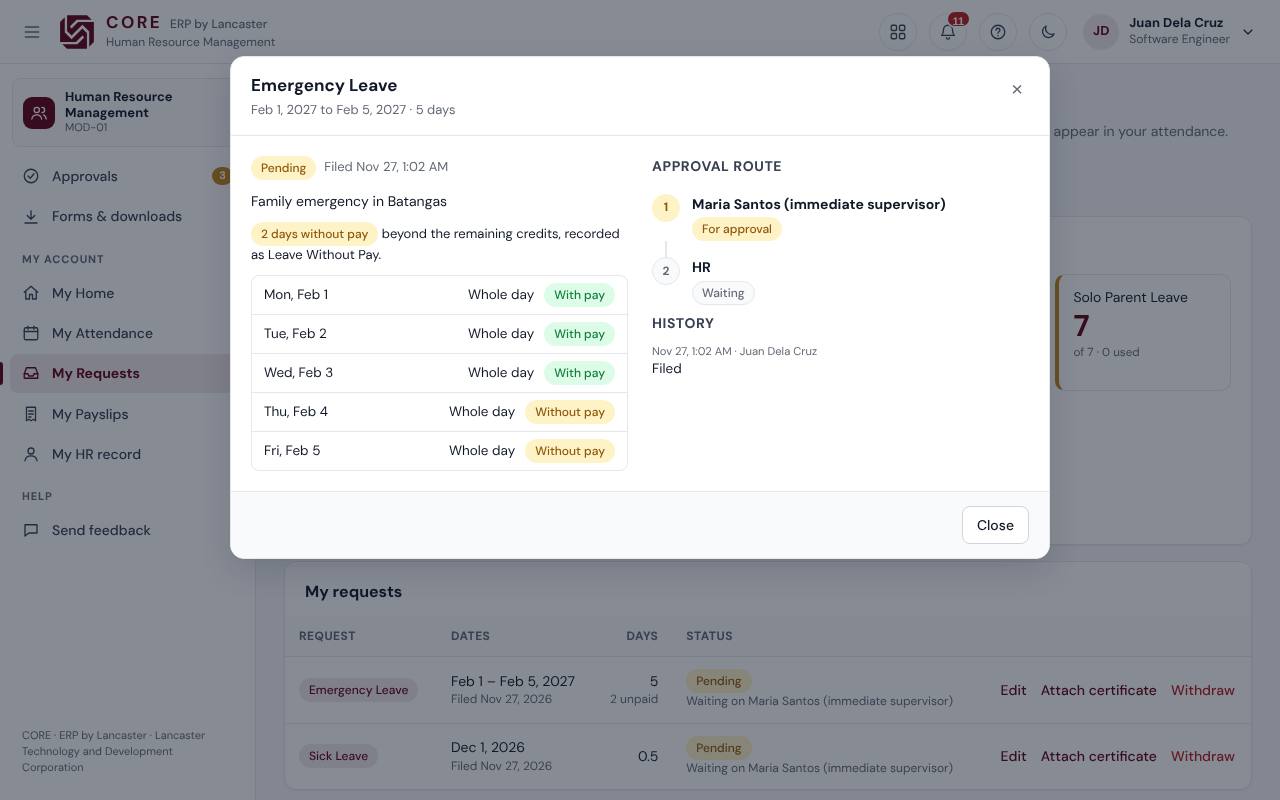 CORE ERP by Lancaster
Human Resource Management
11
JD
Juan Dela Cruz
Software Engineer
Human Resource
Management
MOD-01
Approvals
3
Forms & downloads
MY ACCOUNT
My Home
My Attendance
My Requests
My Payslips
My HR record
HELP
Send feedback
CORE · ERP by Lancaster · Lancaster
Technology and Development
Corporation
appear in your attendance.
Solo Parent Leave
7
of 7 · 0 used
Emergency Leave
Feb 1, 2027 to Feb 5, 2027 · 5 days
Pending Filed Nov 27, 1:02 AM
Family emergency in Batangas
2 days without pay beyond the remaining credits, recorded
as Leave Without Pay.
Mon, Feb 1 Whole day With pay
Tue, Feb 2 Whole day With pay
Wed, Feb 3 Whole day With pay
Thu, Feb 4 Whole day Without pay
Fri, Feb 5 Whole day Without pay
APPROVAL ROUTE
1 Maria Santos (immediate supervisor)
For approval
2 HR
Waiting
HISTORY
Nov 27, 1:02 AM · Juan Dela Cruz
Filed
Close
My requests
REQUEST DATES DAYS STATUS
Emergency Leave Feb 1 – Feb 5, 2027 5 Pending Edit Attach certificate Withdraw
Filed Nov 27, 2026 2 unpaid Waiting on Maria Santos (immediate supervisor)
Sick Leave Dec 1, 2026 0.5 Pending Edit Attach certificate Withdraw
Filed Nov 27, 2026 Waiting on Maria Santos (immediate supervisor)